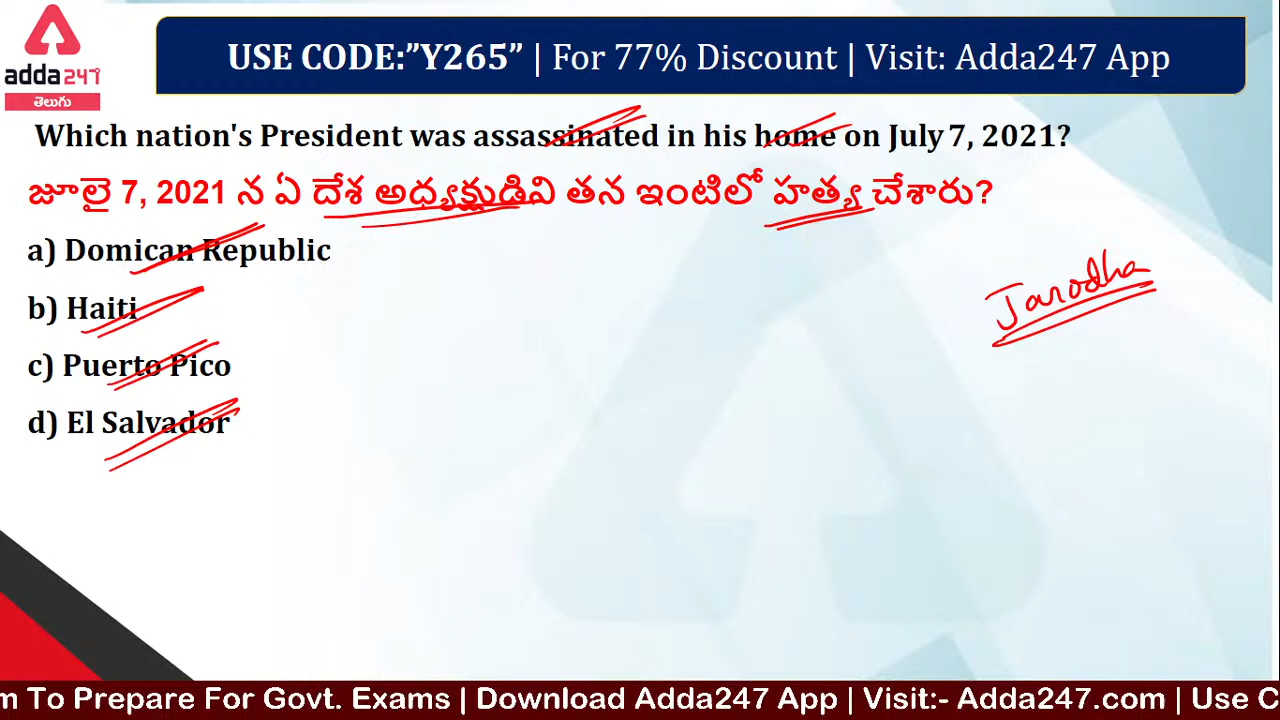 adda247
తెలుగు
USE CODE:”Y265” | For 77% Discount | Visit: Adda247 App
Which nation's President was assassinated in his home on July 7, 2021?
జూలై 7, 2021 న ఏ దేశ అధ్యక్షుడిని తన ఇంటిలో హత్య చేశారు?
a) Domican Republic
b) Haiti
c) Puerto Pico
d) El Salvador
Jarodha
m To Prepare For Govt. Exams | Download Adda247 App | Visit:- Adda247.com | Use C